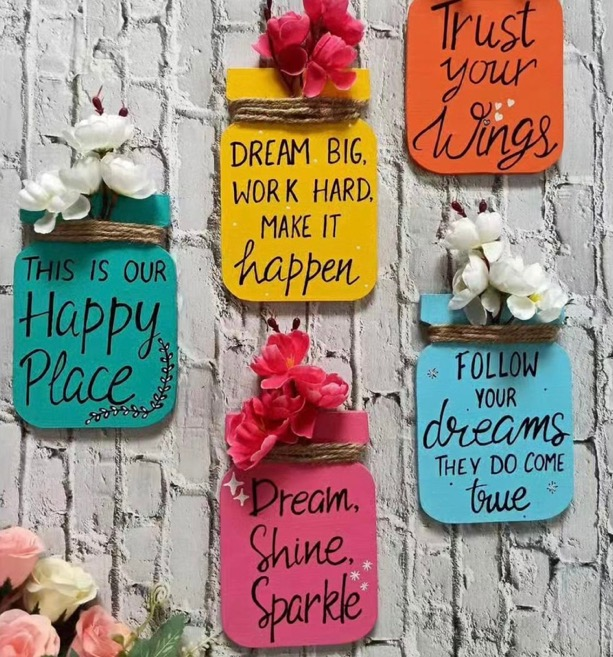 Trust
your
Wings
DREAM BIG,
WORK HARD,
MAKE IT
happen
THIS IS OUR
Happy
Place
FOLLOW
YOUR
dreams
THEY DO COME
true
Dream,
Shine,
Sparkle